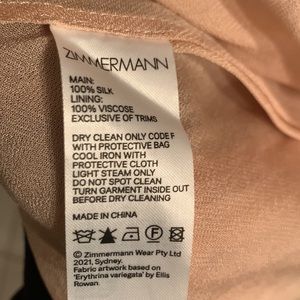 ZIMMERMANN
MAIN:
100% SILK
LINING:
100% VISCOSE
EXCLUSIVE OF TRIMS
DRY CLEAN ONLY CODE F
WITH PROTECTIVE BAG
COOL IRON WITH
PROTECTIVE CLOTH
LIGHT STEAM ONLY
DO NOT SPOT CLEAN
TURN GARMENT INSIDE OUT
BEFORE DRY CLEANING
MADE IN CHINA
F
© Zimmermann Wear Pty Ltd
2021, Sydney.
Fabric artwork based on
'Erythrina variegata' by Ellis
Rowan.